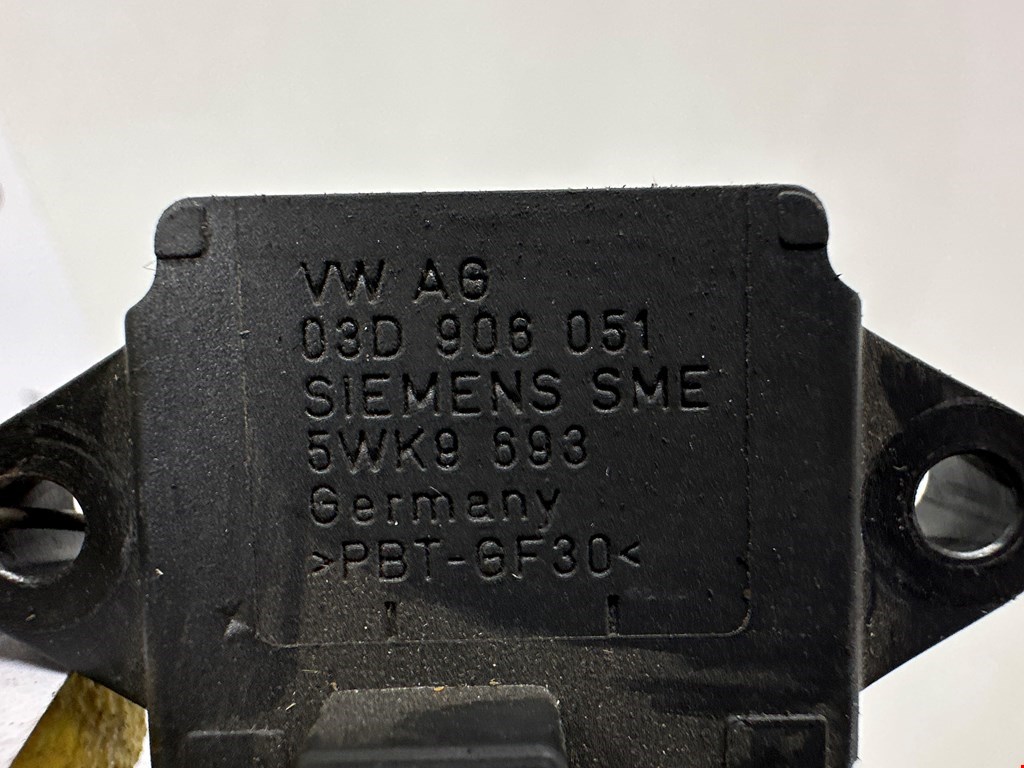 VW AG
03D 906 051
SIEMENS SME
5WK9 693
Germany
>PBT-GF30<